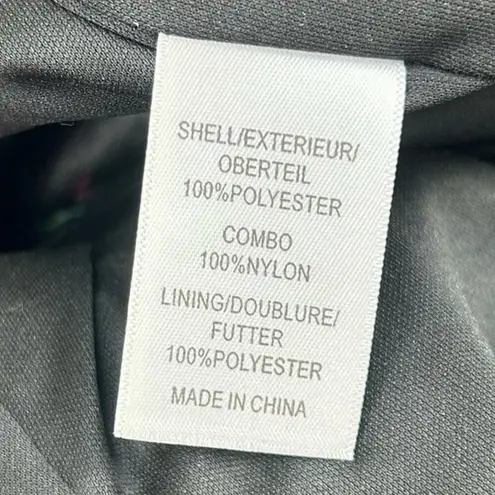 SHELL/EXTERIEUR/
OBERTEIL
100%POLYESTER
COMBO
100%NYLON
LINING/DOUBLURE/
FUTTER
100%POLYESTER
MADE IN CHINA